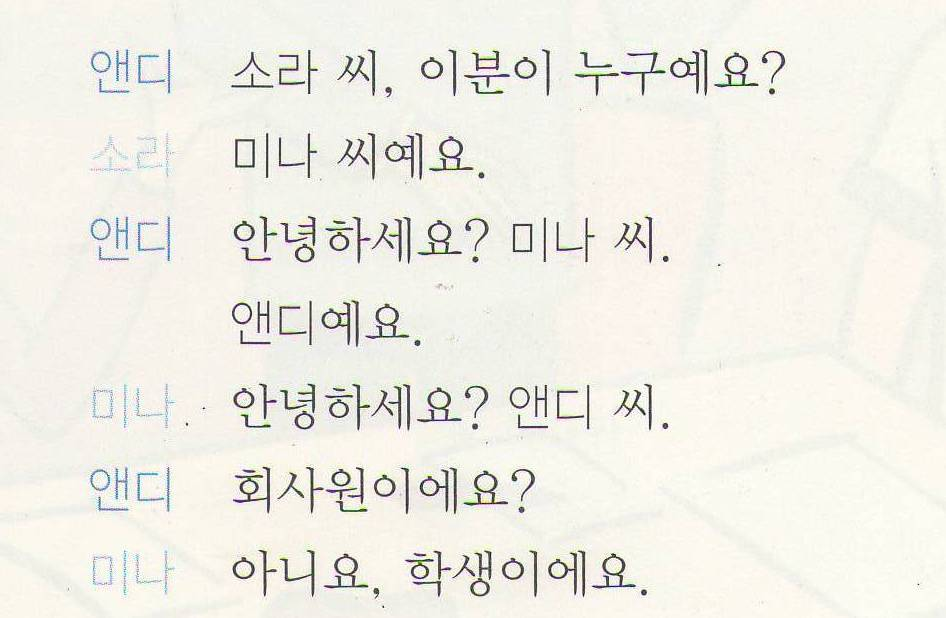 앤디 소라 씨, 이분이 누구예요?
소라 미나 씨예요.
앤디 안녕하세요? 미나 씨.
앤디예요.
미나 안녕하세요? 앤디 씨.
앤디 회사원이에요?
미나 아니요, 학생이에요.